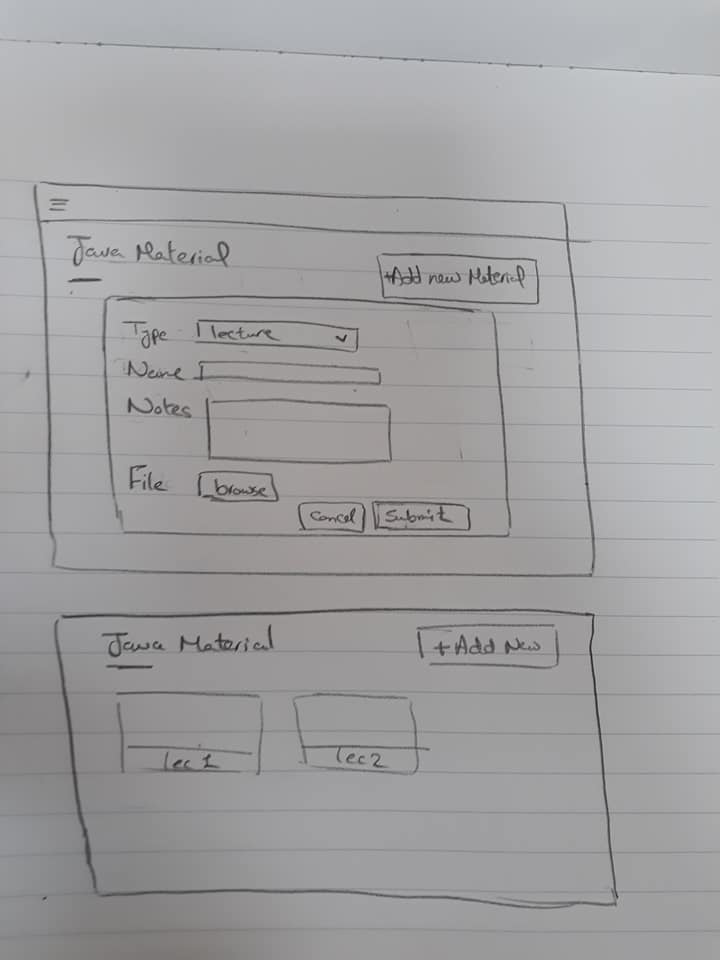 Java Material
+Add new Material
Type lecture
Name
Notes
File browse
Cancel Submit
Java Material
+Add New
lec 1 lec 2